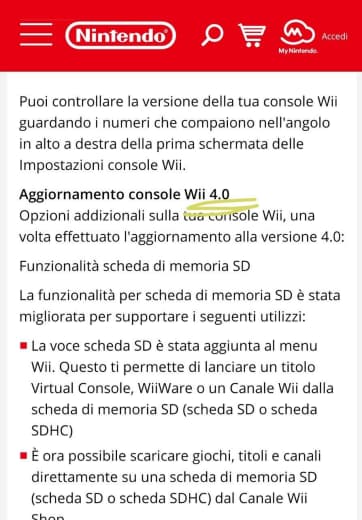 Nintendo
My Nintendo.
Accedi
Puoi controllare la versione della tua console Wii
guardando i numeri che compaiono nell'angolo
in alto a destra della prima schermata delle
Impostazioni console Wii.
Aggiornamento console Wii 4.0
Opzioni addizionali sulla tua console Wii, una
volta effettuato l'aggiornamento alla versione 4.0:
Funzionalità scheda di memoria SD
La funzionalità per scheda di memoria SD è stata
migliorata per supportare i seguenti utilizzi:
La voce scheda SD è stata aggiunta al menu
Wii. Questo ti permette di lanciare un titolo
Virtual Console, WiiWare o un Canale Wii dalla
scheda di memoria SD (scheda SD o scheda
SDHC)
È ora possibile scaricare giochi, titoli e canali
direttamente su una scheda di memoria SD
(scheda SD o scheda SDHC) dal Canale Wii
Shop